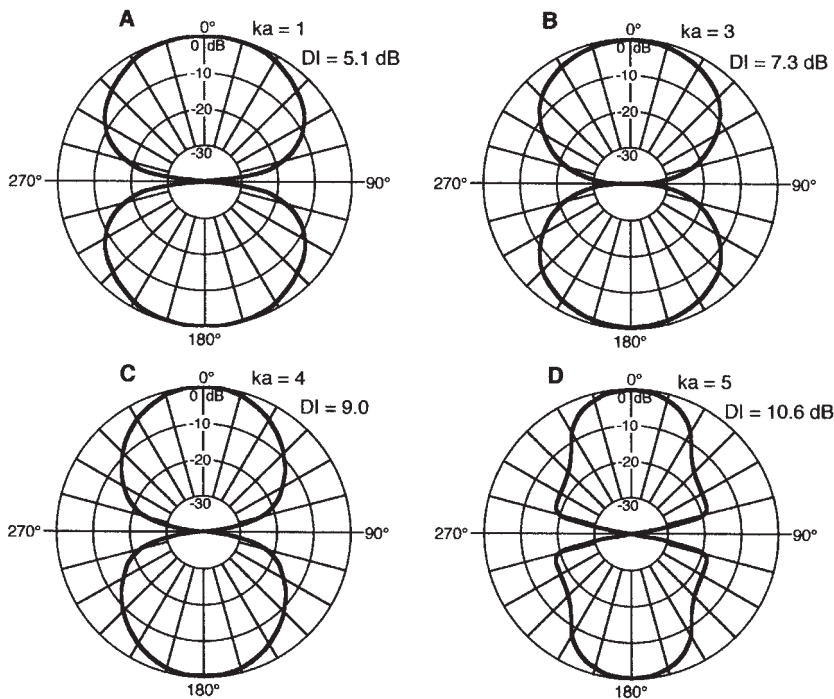 A
0°
ka = 1
DI = 5.1 dB
0 dB
-10
-20
-30
270°
90°
180°
B
0°
ka = 3
DI = 7.3 dB
0 dB
-10
-20
-30
270°
90°
180°
C
0°
ka = 4
DI = 9.0
0 dB
-10
-20
-30
270°
90°
180°
D
0°
ka = 5
DI = 10.6 dB
0 dB
-10
-20
-30
270°
90°
180°